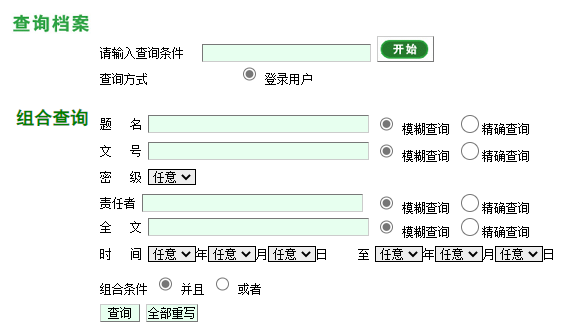 查询档案
请输入查询条件 开始
查询方式 登录用户
组合查询
题 名 模糊查询 精确查询
文 号 模糊查询 精确查询
密 级 任意
责任者 模糊查询 精确查询
全 文 模糊查询 精确查询
时 间 任意 年 任意 月 任意 日 至 任意 年 任意 月 任意 日
组合条件 并且 或者
查询 全部重写